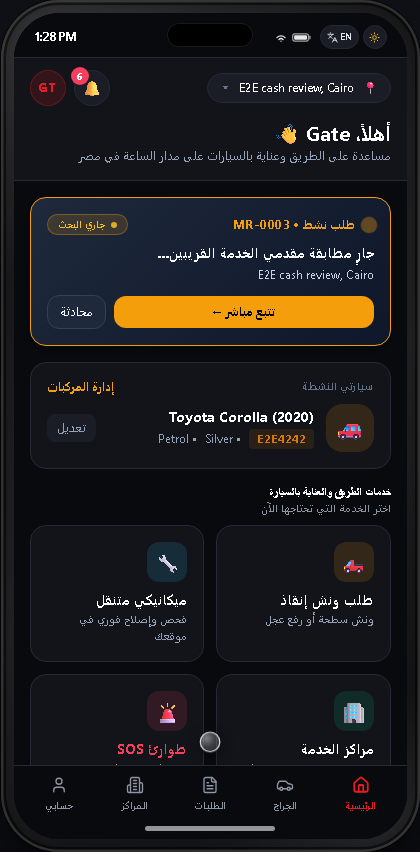 1:28 PM
EN
GT
6
E2E cash review, Cairo
أهلاً، Gate
مساعدة على الطريق وعناية بالسيارات على مدار الساعة في مصر
طلب نشط • MR-0003
جاري البحث
جارٍ مطابقة مقدمي الخدمة القريبين...
E2E cash review, Cairo
تتبع مباشر ←
محادثة
سيارتي النشطة
إدارة المركبات
Toyota Corolla (2020)
E2E4242 • Silver • Petrol
تعديل
خدمات الطريق والعناية بالسيارة
اختر الخدمة التي تحتاجها الآن
طلب ونش إنقاذ
ونش سطحة أو رفع عجل
ميكانيكي متنقل
فحص وإصلاح فوري في
موقعك
مراكز الخدمة
طوارئ SOS
الرئيسية
الجراج
الطلبات
المراكز
حسابي